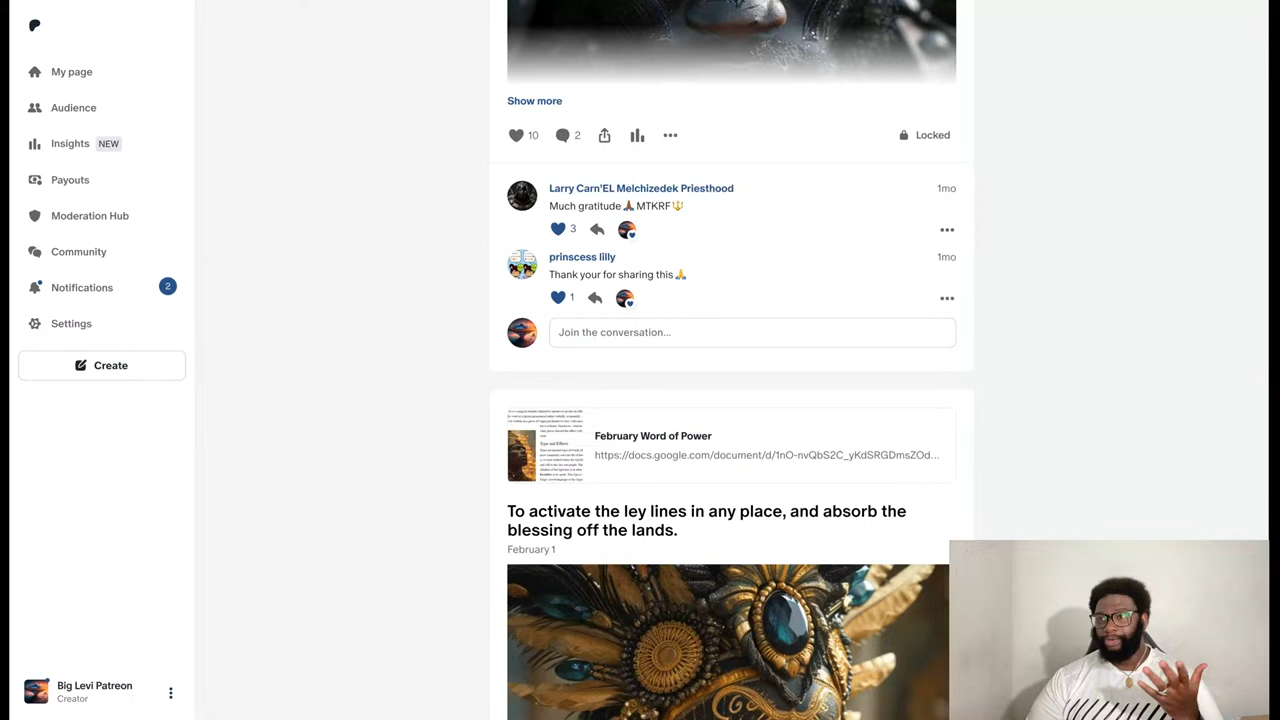 My page
Audience
Insights NEW
Payouts
Moderation Hub
Community
Notifications 2
Settings
Create
Big Levi Patreon
Creator
Show more
10 2 Locked
Larry Carn'EL Melchizedek Priesthood 1mo
Much gratitude🙏🏾MTKRF🔱
3
prinscess lilly 1mo
Thank your for sharing this🙏
1
Join the conversation...
Type and Effects
February Word of Power
https://docs.google.com/document/d/1nO-nvQbS2C_yKdSRGDmsZOd...
To activate the ley lines in any place, and absorb the
blessing off the lands.
February 1